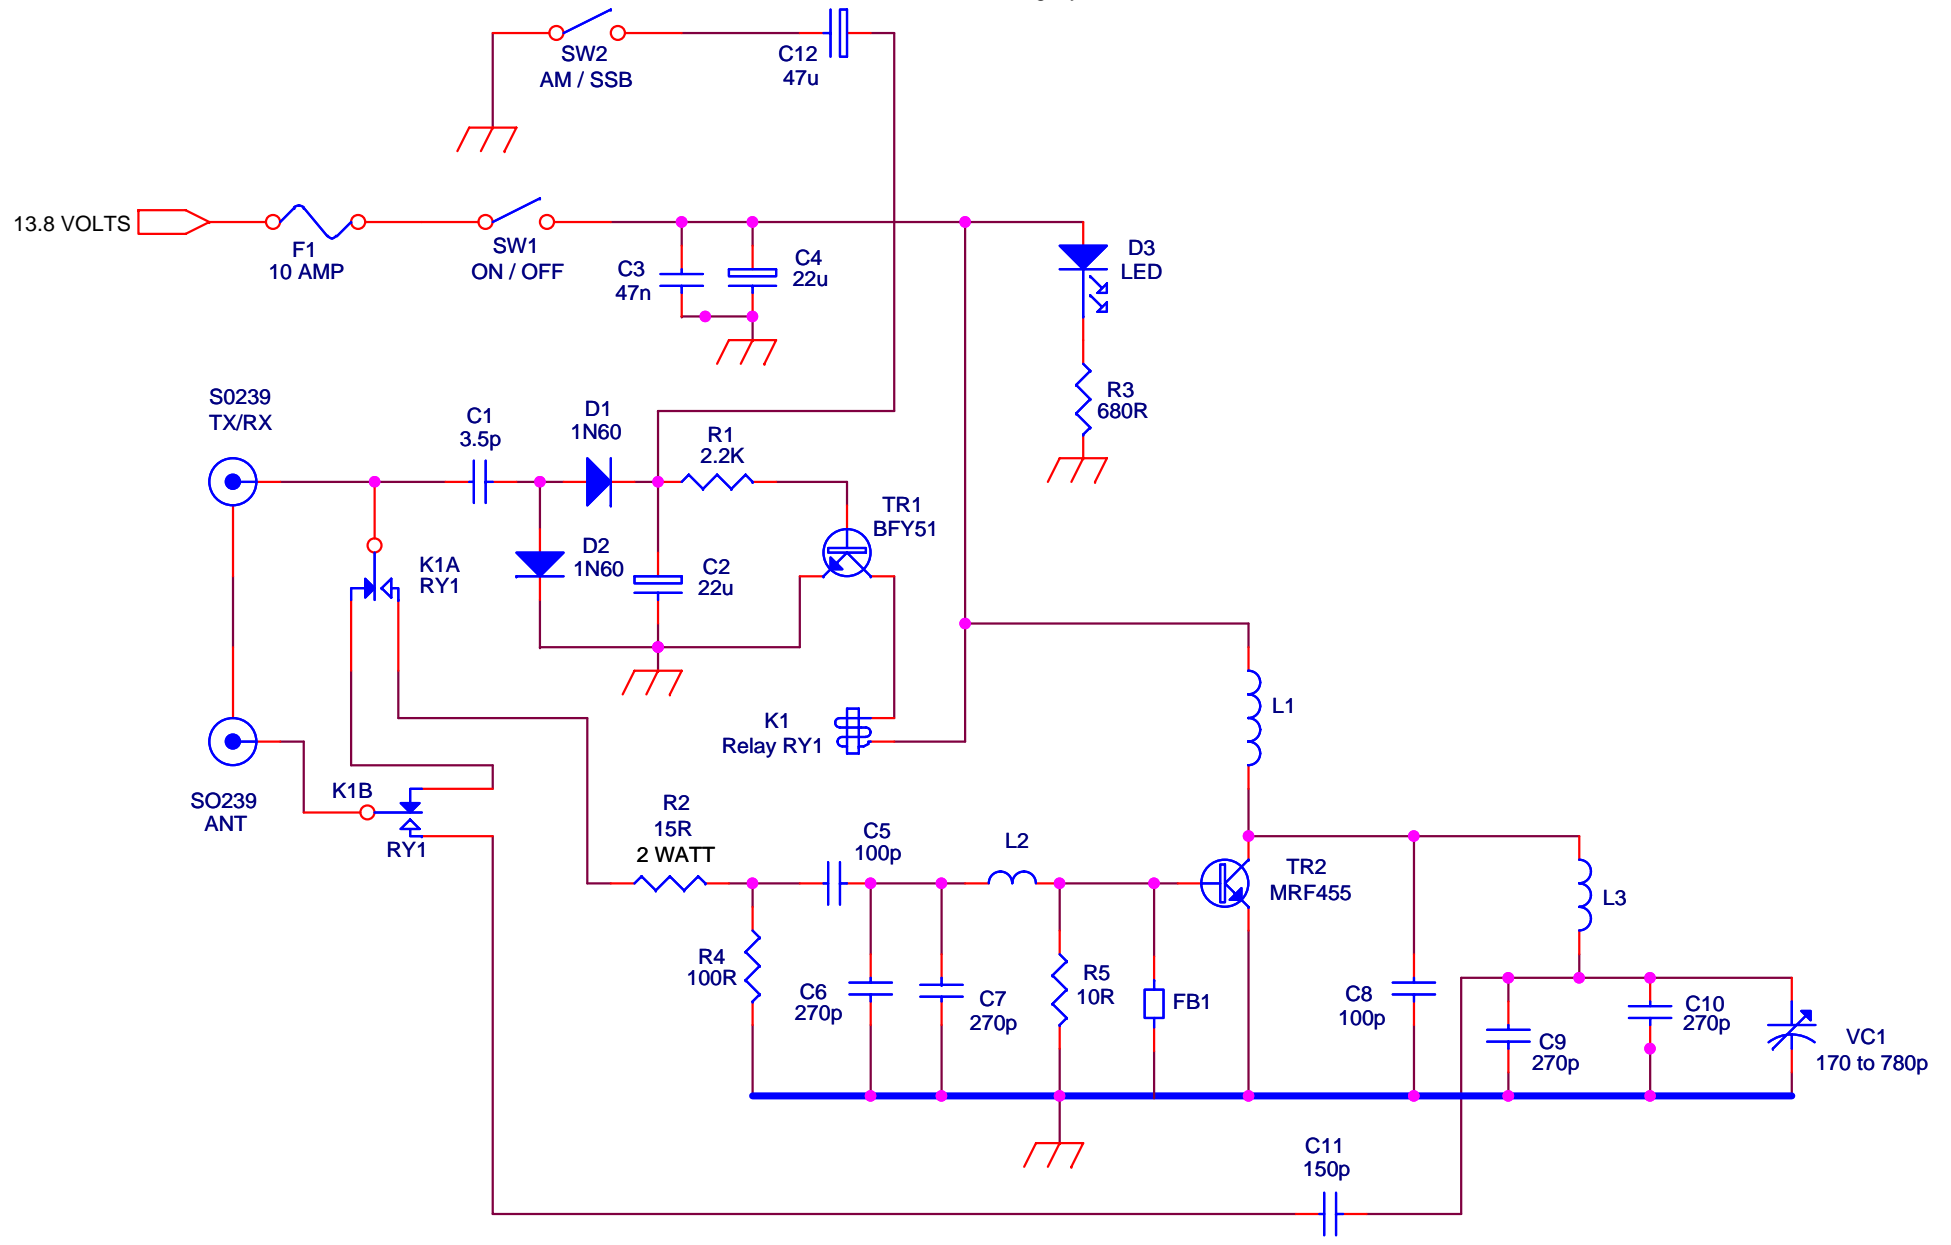 SW2
AM / SSB
C12
47u
13.8 VOLTS
F1
10 AMP
SW1
ON / OFF
C3
47n
C4
22u
D3
LED
R3
680R
S0239
TX/RX
C1
3.5p
D1
1N60
R1
2.2K
TR1
BFY51
D2
1N60
C2
22u
K1A
RY1
K1
Relay RY1
L1
SO239
ANT
K1B
RY1
R2
15R
2 WATT
C5
100p
L2
TR2
MRF455
L3
R4
100R
C6
270p
C7
270p
R5
10R
FB1
C8
100p
C9
270p
C10
270p
VC1
170 to 780p
C11
150p